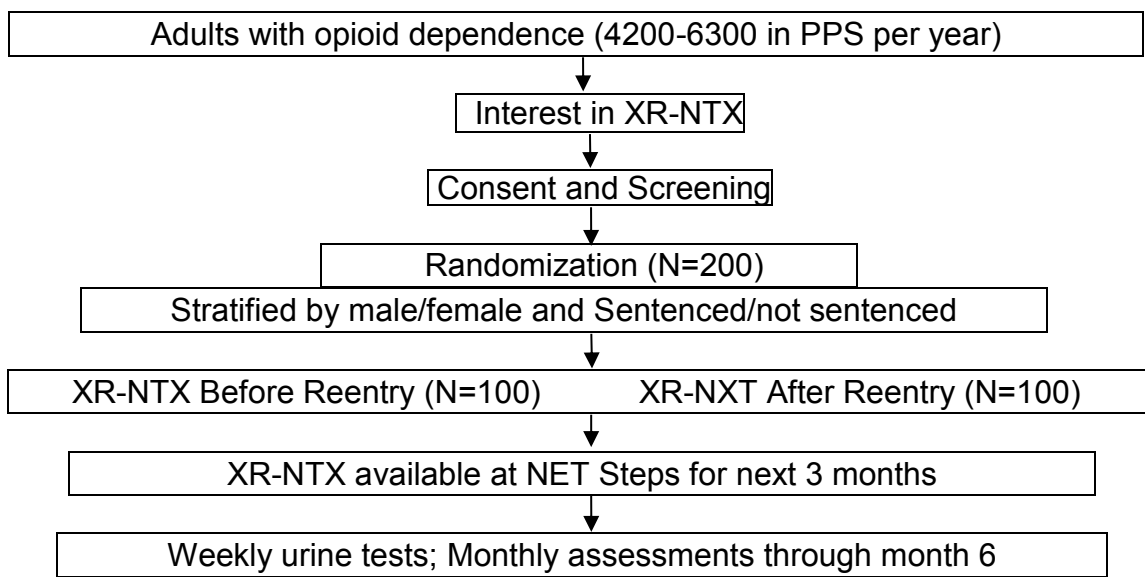 Adults with opioid dependence (4200-6300 in PPS per year)
Interest in XR-NTX
Consent and Screening
Randomization (N=200)
Stratified by male/female and Sentenced/not sentenced
XR-NTX Before Reentry (N=100) XR-NXT After Reentry (N=100)
XR-NTX available at NET Steps for next 3 months
Weekly urine tests; Monthly assessments through month 6